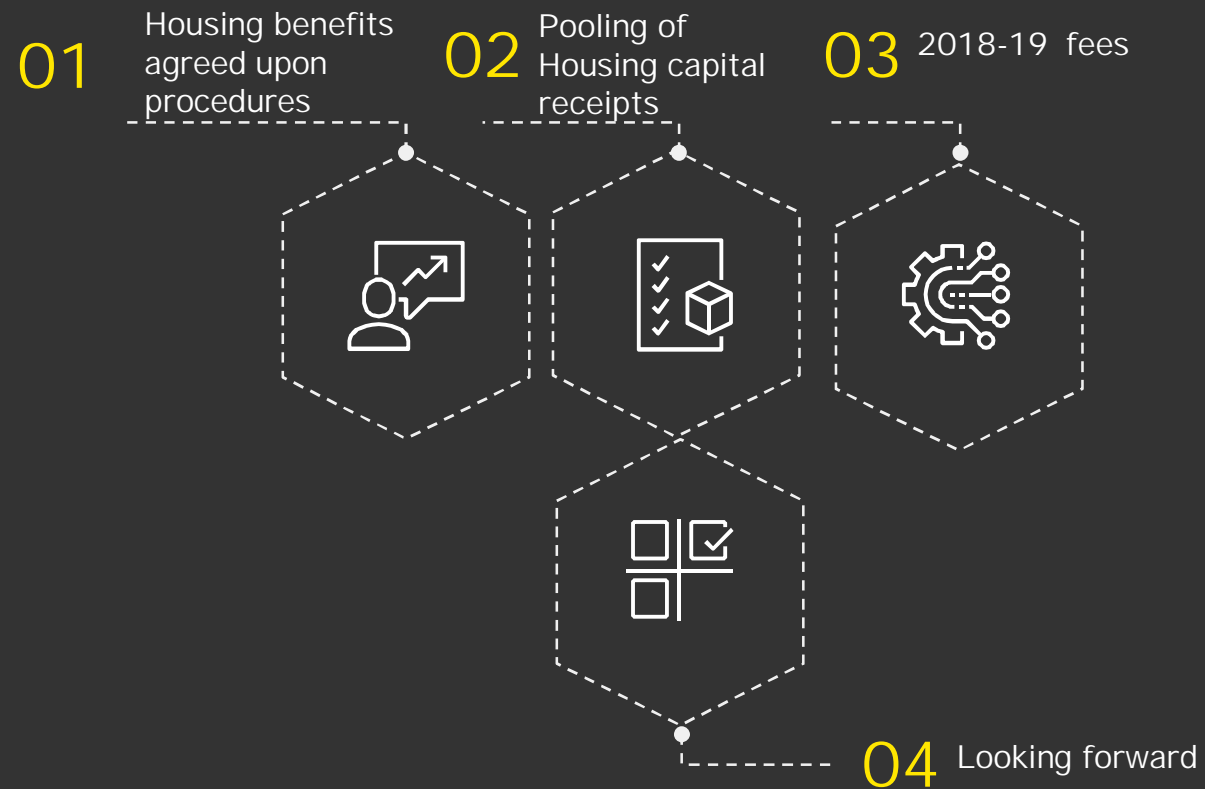 01
Housing benefits
agreed upon
procedures
02
Pooling of
Housing capital
receipts
03
2018-19 fees
04
Looking forward